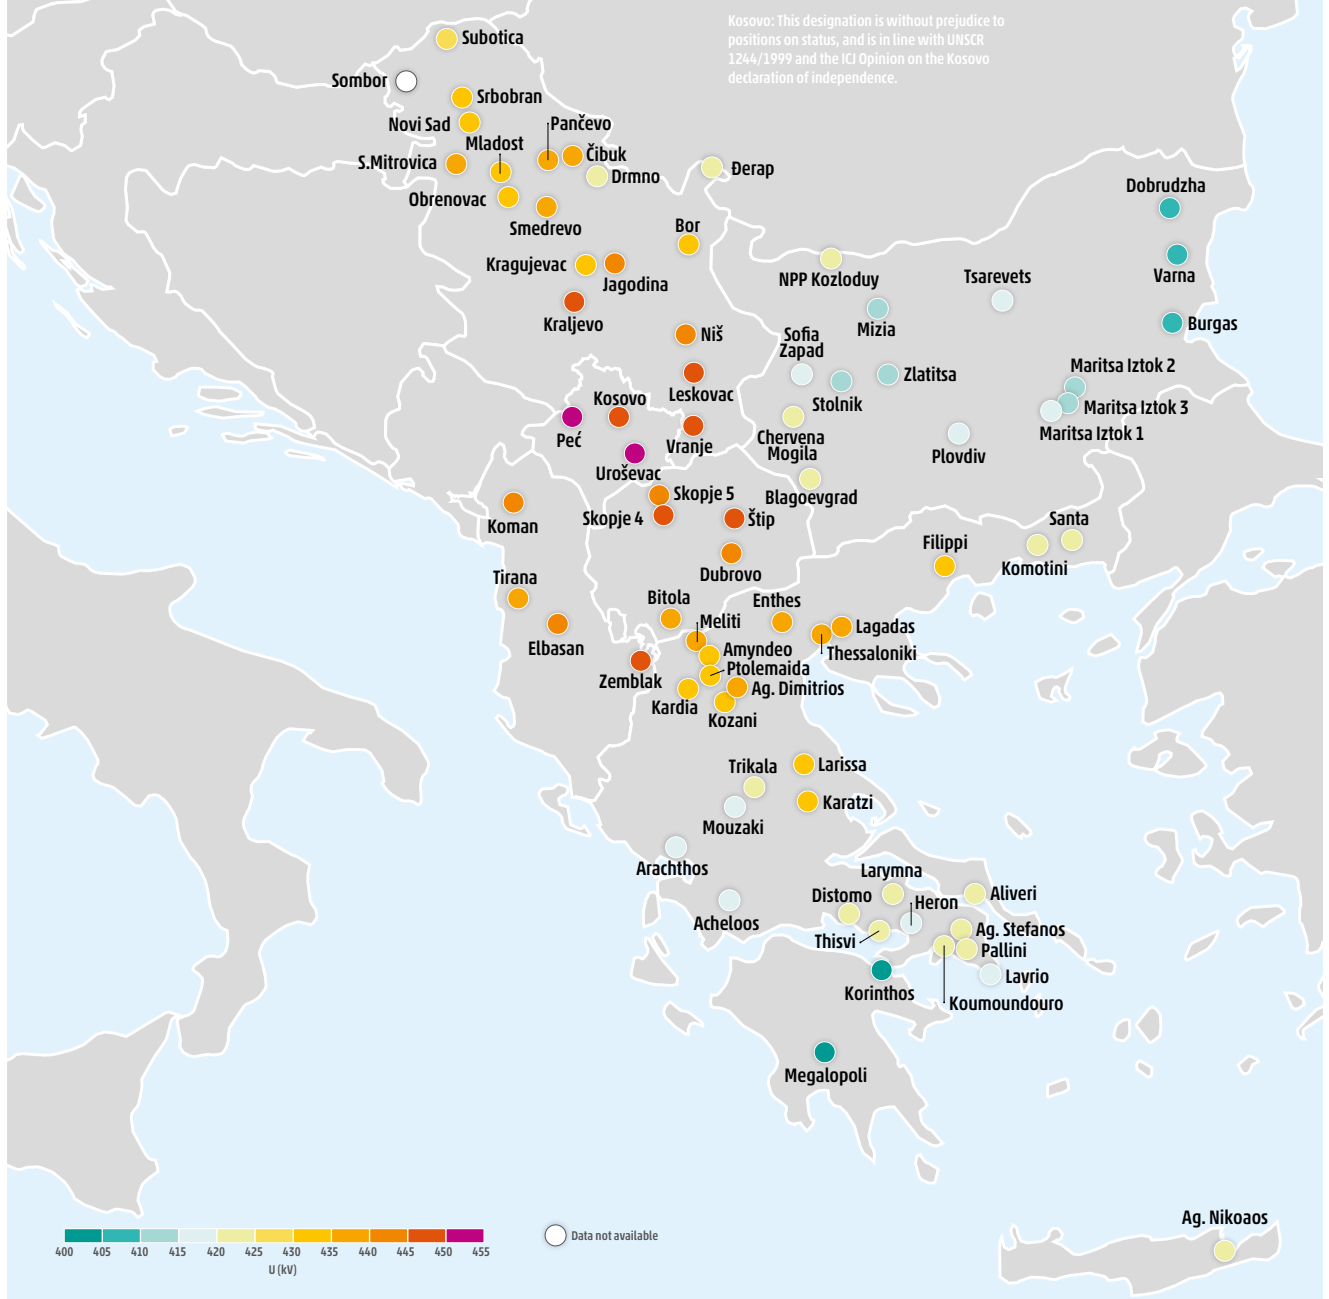 Kosovo: This designation is without prejudice to
positions on status, and is in line with UNSCR
1244/1999 and the ICJ Opinion on the Kosovo
declaration of independence.
Subotica
Sombor
Srbobran
Novi Sad
Pančevo
Mladost
S.Mitrovica
Čibuk
Drmno
Đerap
Obrenovac
Smedrevo
Dobrudzha
Bor
Kragujevac
Jagodina
NPP Kozloduy
Tsarevets
Varna
Kraljevo
Niš
Mizia
Burgas
Sofia
Zapad
Leskovac
Stolnik
Zlatitsa
Maritsa Iztok 2
Maritsa Iztok 3
Maritsa Iztok 1
Kosovo
Peć
Vranje
Chervena
Mogila
Plovdiv
Uroševac
Blagoevgrad
Skopje 5
Skopje 4
Štip
Koman
Santa
Filippi
Komotini
Dubrovo
Tirana
Bitola
Enthes
Meliti
Lagadas
Thessaloniki
Elbasan
Amyndeo
Ptolemaida
Zemblak
Ag. Dimitrios
Kardia
Kozani
Trikala
Larissa
Karatzi
Mouzaki
Arachthos
Larymna
Distomo
Aliveri
Heron
Acheloos
Ag. Stefanos
Thisvi
Pallini
Lavrio
Korinthos
Koumoundouro
Megalopoli
Ag. Nikoaos
400 405 410 415 420 425 430 435 440 445 450 455
U (kV)
Data not available